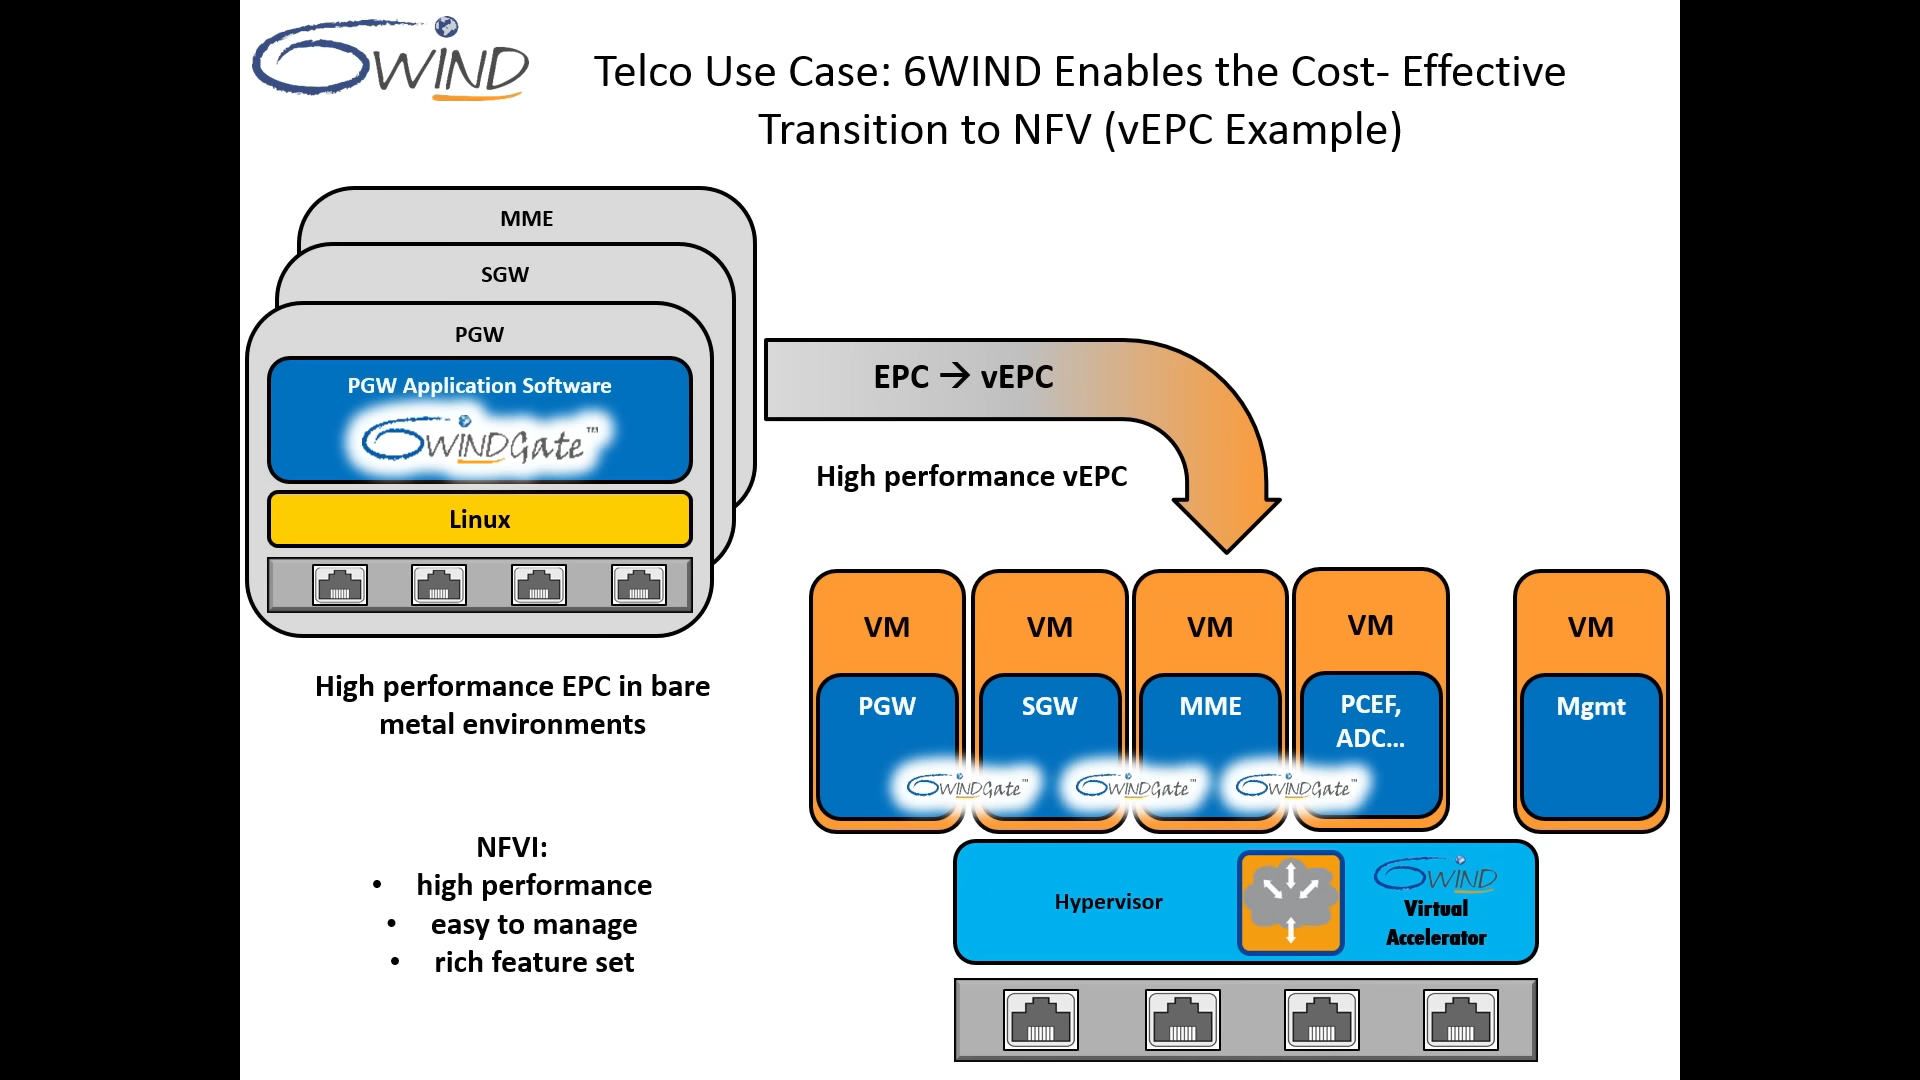 6WIND
Telco Use Case: 6WIND Enables the Cost- Effective
Transition to NFV (vEPC Example)
MME
SGW
PGW
PGW Application Software
6WINDGate™
Linux
EPC → vEPC
High performance vEPC
High performance EPC in bare
metal environments
NFVI:
• high performance
• easy to manage
• rich feature set
VM
PGW
VM
SGW
VM
MME
VM
PCEF,
ADC...
VM
Mgmt
6WINDGate™
6WINDGate™
6WINDGate™
Hypervisor
6WIND
Virtual
Accelerator